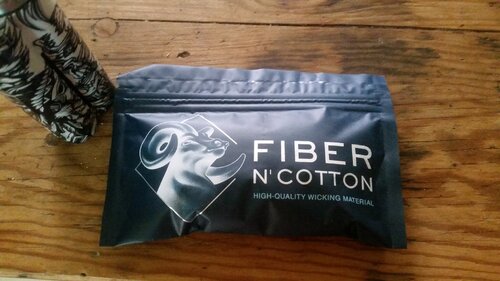 FIBER
N' COTTON
HIGH-QUALITY WICKING MATERIAL